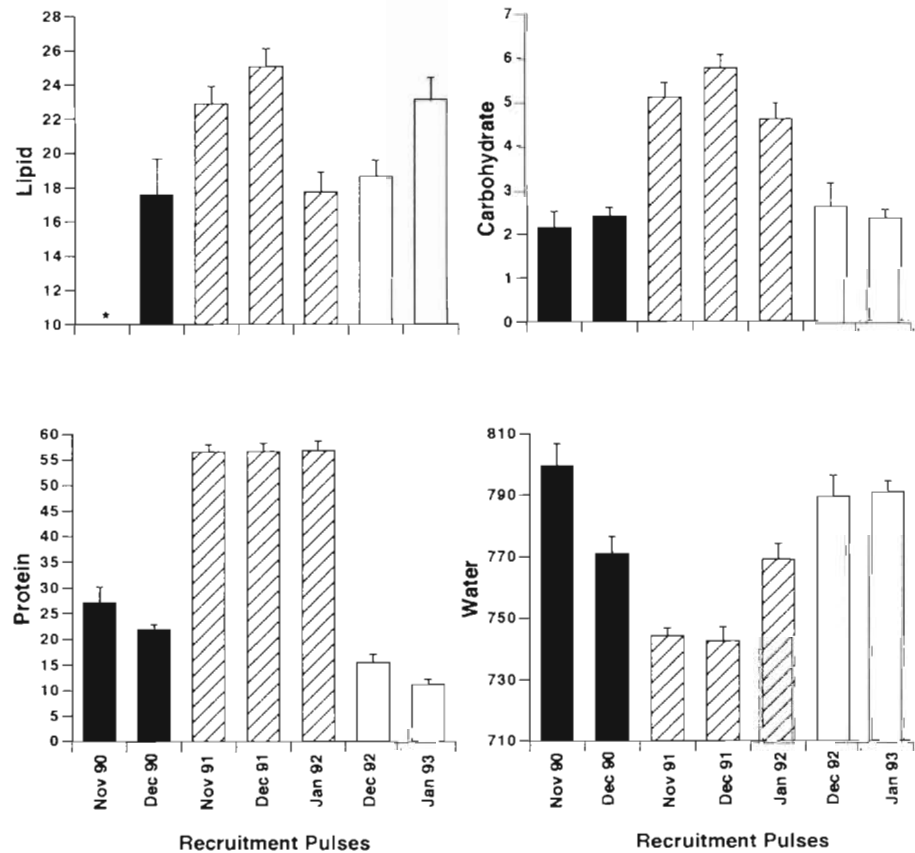 Lipid
28
26
24
22
20
18
16
14
12
10
*
Carbohydrate
7
6
5
4
3
2
1
0
Protein
60
55
50
45
40
35
30
25
20
15
10
5
0
Nov 90
Dec 90
Nov 91
Dec 91
Jan 92
Dec 92
Jan 93
Recruitment Pulses
Water
810
790
770
750
730
710
Nov 90
Dec 90
Nov 91
Dec 91
Jan 92
Dec 92
Jan 93
Recruitment Pulses